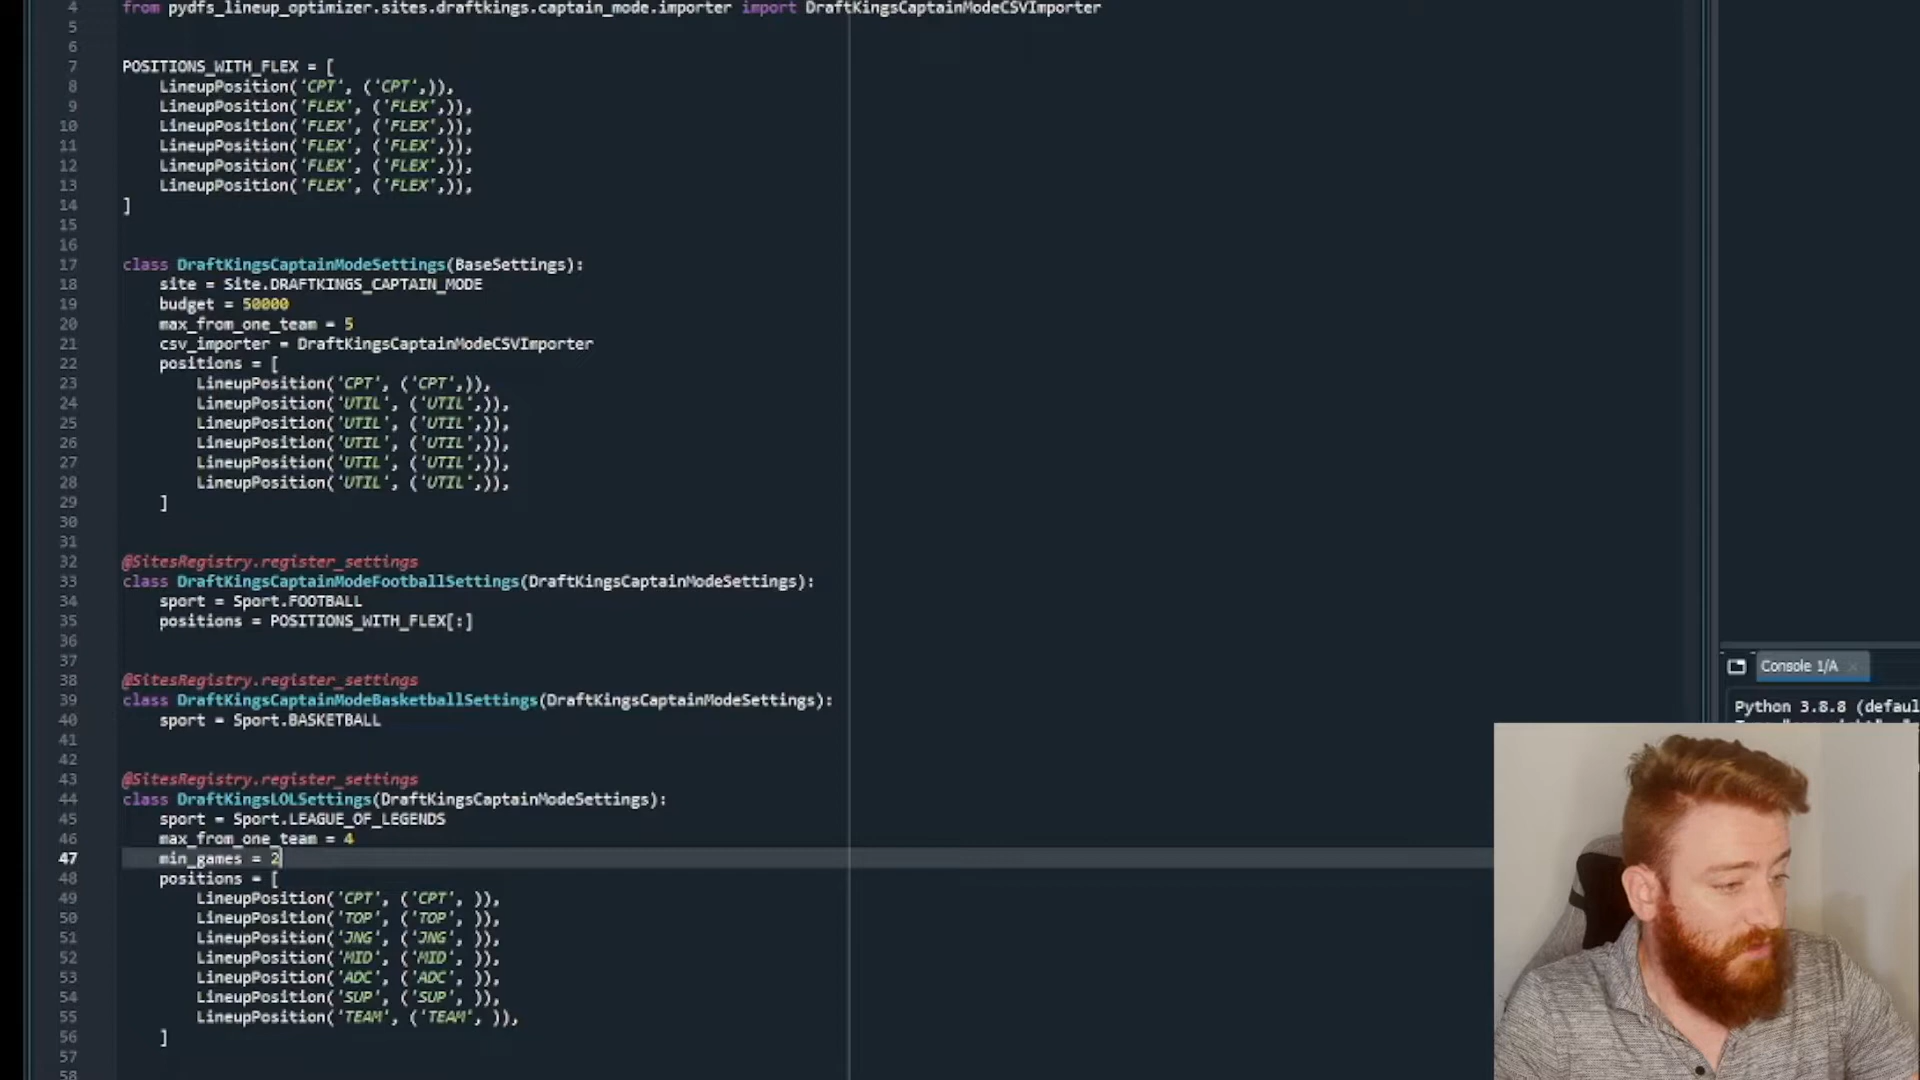 4 from pydfs_lineup_optimizer.sites.draftkings.captain_mode.importer import DraftKingsCaptainModeCSVImporter
5
6
7 POSITIONS_WITH_FLEX = [
8 LineupPosition('CPT', ('CPT',)),
9 LineupPosition('FLEX', ('FLEX',)),
10 LineupPosition('FLEX', ('FLEX',)),
11 LineupPosition('FLEX', ('FLEX',)),
12 LineupPosition('FLEX', ('FLEX',)),
13 LineupPosition('FLEX', ('FLEX',)),
14 ]
15
16
17 class DraftKingsCaptainModeSettings(BaseSettings):
18 site = Site.DRAFTKINGS_CAPTAIN_MODE
19 budget = 50000
20 max_from_one_team = 5
21 csv_importer = DraftKingsCaptainModeCSVImporter
22 positions = [
23 LineupPosition('CPT', ('CPT',)),
24 LineupPosition('UTIL', ('UTIL',)),
25 LineupPosition('UTIL', ('UTIL',)),
26 LineupPosition('UTIL', ('UTIL',)),
27 LineupPosition('UTIL', ('UTIL',)),
28 LineupPosition('UTIL', ('UTIL',)),
29 ]
30
31
32 @SitesRegistry.register_settings
33 class DraftKingsCaptainModeFootballSettings(DraftKingsCaptainModeSettings):
34 sport = Sport.FOOTBALL
35 positions = POSITIONS_WITH_FLEX[:]
36
37
38 @SitesRegistry.register_settings
39 class DraftKingsCaptainModeBasketballSettings(DraftKingsCaptainModeSettings):
40 sport = Sport.BASKETBALL
41
42
43 @SitesRegistry.register_settings
44 class DraftKingsLOLSettings(DraftKingsCaptainModeSettings):
45 sport = Sport.LEAGUE_OF_LEGENDS
46 max_from_one_team = 4
47 min_games = 2
48 positions = [
49 LineupPosition('CPT', ('CPT', )),
50 LineupPosition('TOP', ('TOP', )),
51 LineupPosition('JNG', ('JNG', )),
52 LineupPosition('MID', ('MID', )),
53 LineupPosition('ADC', ('ADC', )),
54 LineupPosition('SUP', ('SUP', )),
55 LineupPosition('TEAM', ('TEAM', )),
56 ]
57
58
Console 1/A
Python 3.8.8 (defaul